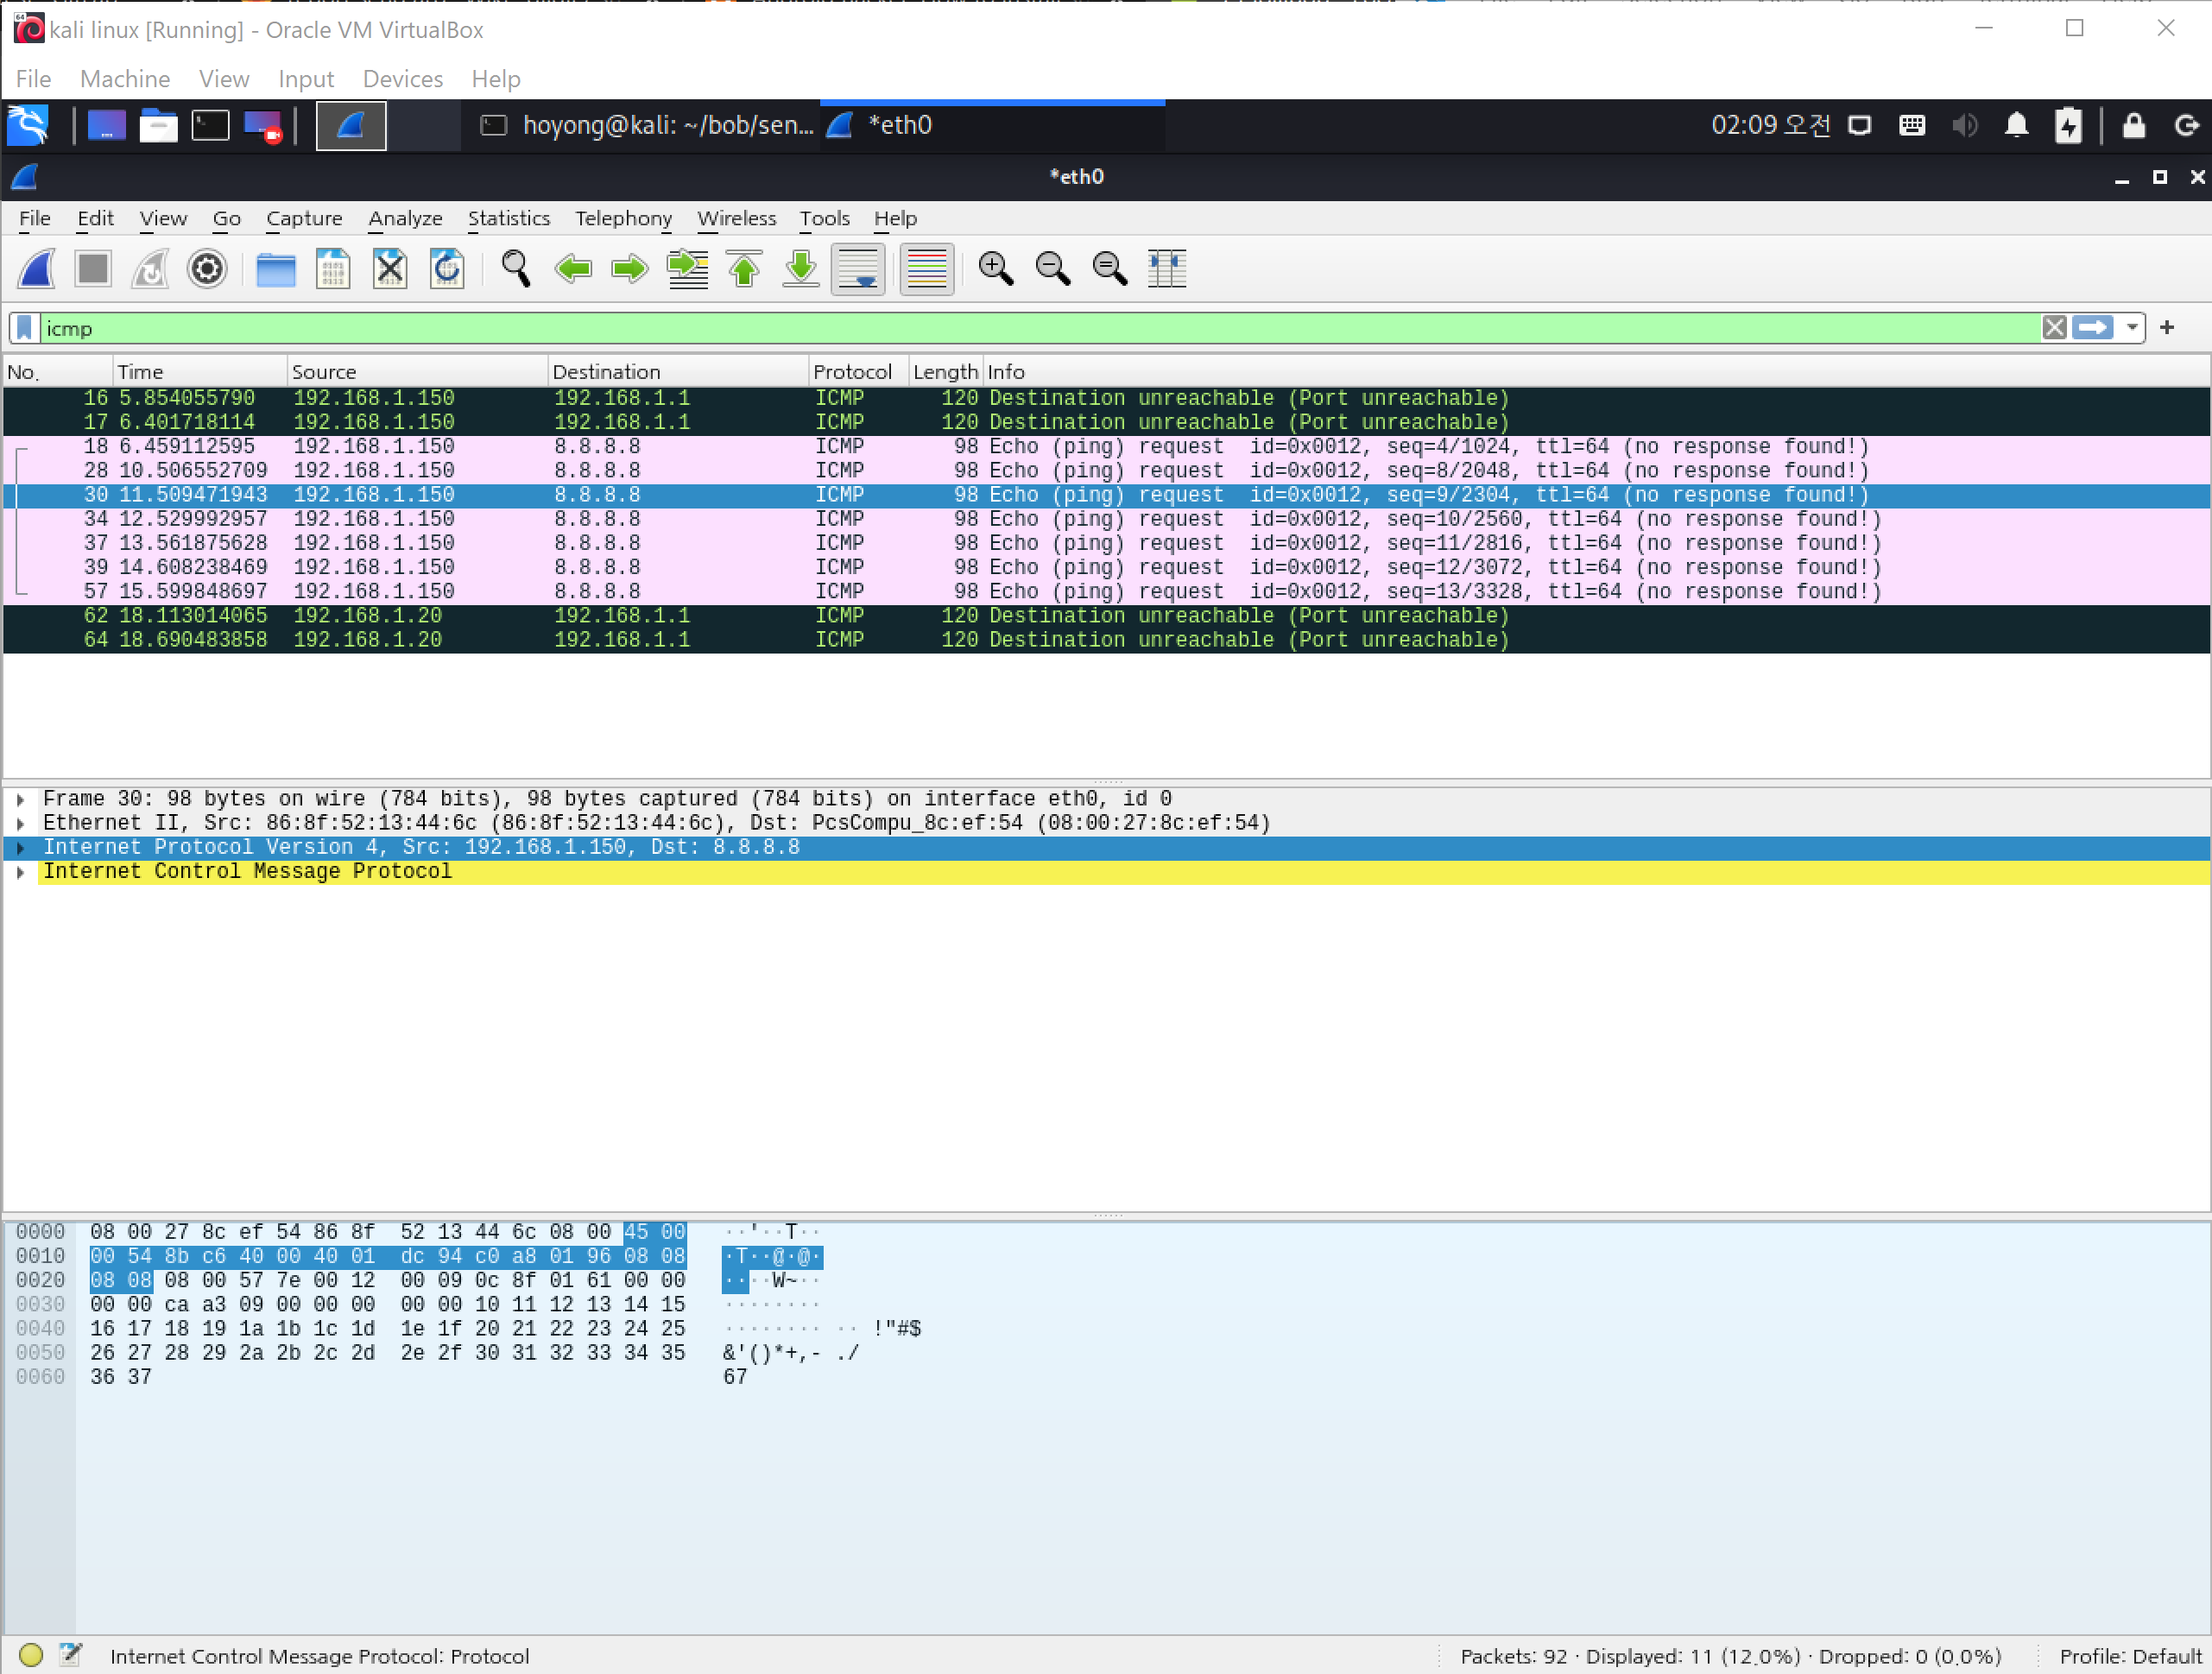 kali linux [Running] - Oracle VM VirtualBox
File Machine View Input Devices Help
hoyong@kali: ~/bob/sen... *eth0 02:09 오전
*eth0
File Edit View Go Capture Analyze Statistics Telephony Wireless Tools Help
icmp
No. Time Source Destination Protocol Length Info
16 5.854055790 192.168.1.150 192.168.1.1 ICMP 120 Destination unreachable (Port unreachable)
17 6.401718114 192.168.1.150 192.168.1.1 ICMP 120 Destination unreachable (Port unreachable)
18 6.459112595 192.168.1.150 8.8.8.8 ICMP 98 Echo (ping) request id=0x0012, seq=4/1024, ttl=64 (no response found!)
28 10.506552709 192.168.1.150 8.8.8.8 ICMP 98 Echo (ping) request id=0x0012, seq=8/2048, ttl=64 (no response found!)
30 11.509471943 192.168.1.150 8.8.8.8 ICMP 98 Echo (ping) request id=0x0012, seq=9/2304, ttl=64 (no response found!)
34 12.529992957 192.168.1.150 8.8.8.8 ICMP 98 Echo (ping) request id=0x0012, seq=10/2560, ttl=64 (no response found!)
37 13.561875628 192.168.1.150 8.8.8.8 ICMP 98 Echo (ping) request id=0x0012, seq=11/2816, ttl=64 (no response found!)
39 14.608238469 192.168.1.150 8.8.8.8 ICMP 98 Echo (ping) request id=0x0012, seq=12/3072, ttl=64 (no response found!)
57 15.599848697 192.168.1.150 8.8.8.8 ICMP 98 Echo (ping) request id=0x0012, seq=13/3328, ttl=64 (no response found!)
62 18.113014065 192.168.1.20 192.168.1.1 ICMP 120 Destination unreachable (Port unreachable)
64 18.690483858 192.168.1.20 192.168.1.1 ICMP 120 Destination unreachable (Port unreachable)
Frame 30: 98 bytes on wire (784 bits), 98 bytes captured (784 bits) on interface eth0, id 0
Ethernet II, Src: 86:8f:52:13:44:6c (86:8f:52:13:44:6c), Dst: PcsCompu_8c:ef:54 (08:00:27:8c:ef:54)
Internet Protocol Version 4, Src: 192.168.1.150, Dst: 8.8.8.8
Internet Control Message Protocol
0000 08 00 27 8c ef 54 86 8f 52 13 44 6c 08 00 45 00 ··'··T··
0010 00 54 8b c6 40 00 40 01 dc 94 c0 a8 01 96 08 08 ·T··@·@·
0020 08 08 08 00 57 7e 00 12 00 09 0c 8f 01 61 00 00 ····W~··
0030 00 00 ca a3 09 00 00 00 00 00 10 11 12 13 14 15 ········
0040 16 17 18 19 1a 1b 1c 1d 1e 1f 20 21 22 23 24 25 ········ ·· !"#$
0050 26 27 28 29 2a 2b 2c 2d 2e 2f 30 31 32 33 34 35 &'()*+,- ./
0060 36 37 67
Internet Control Message Protocol: Protocol Packets: 92 · Displayed: 11 (12.0%) · Dropped: 0 (0.0%) Profile: Default